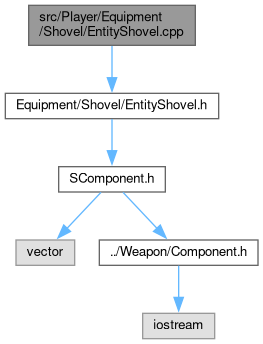 src/Player/Equipment
/Shovel/EntityShovel.cpp
Equipment/Shovel/EntityShovel.h
SComponent.h
vector
../Weapon/Component.h
iostream